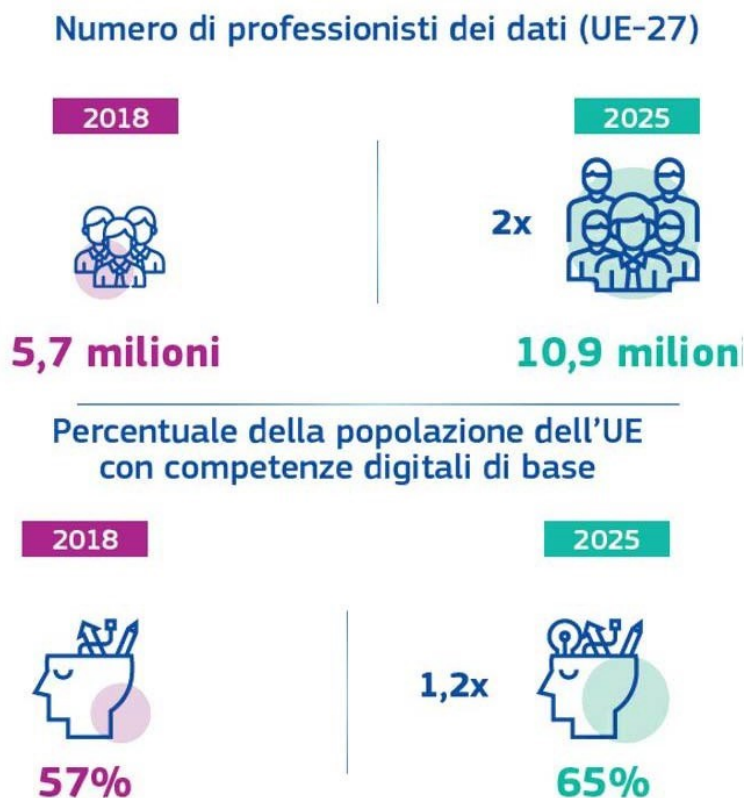 Numero di professionisti dei dati (UE-27)
2018
2025
2x
5,7 milioni
10,9 milioni
Percentuale della popolazione dell'UE
con competenze digitali di base
2018
2025
1,2x
57%
65%